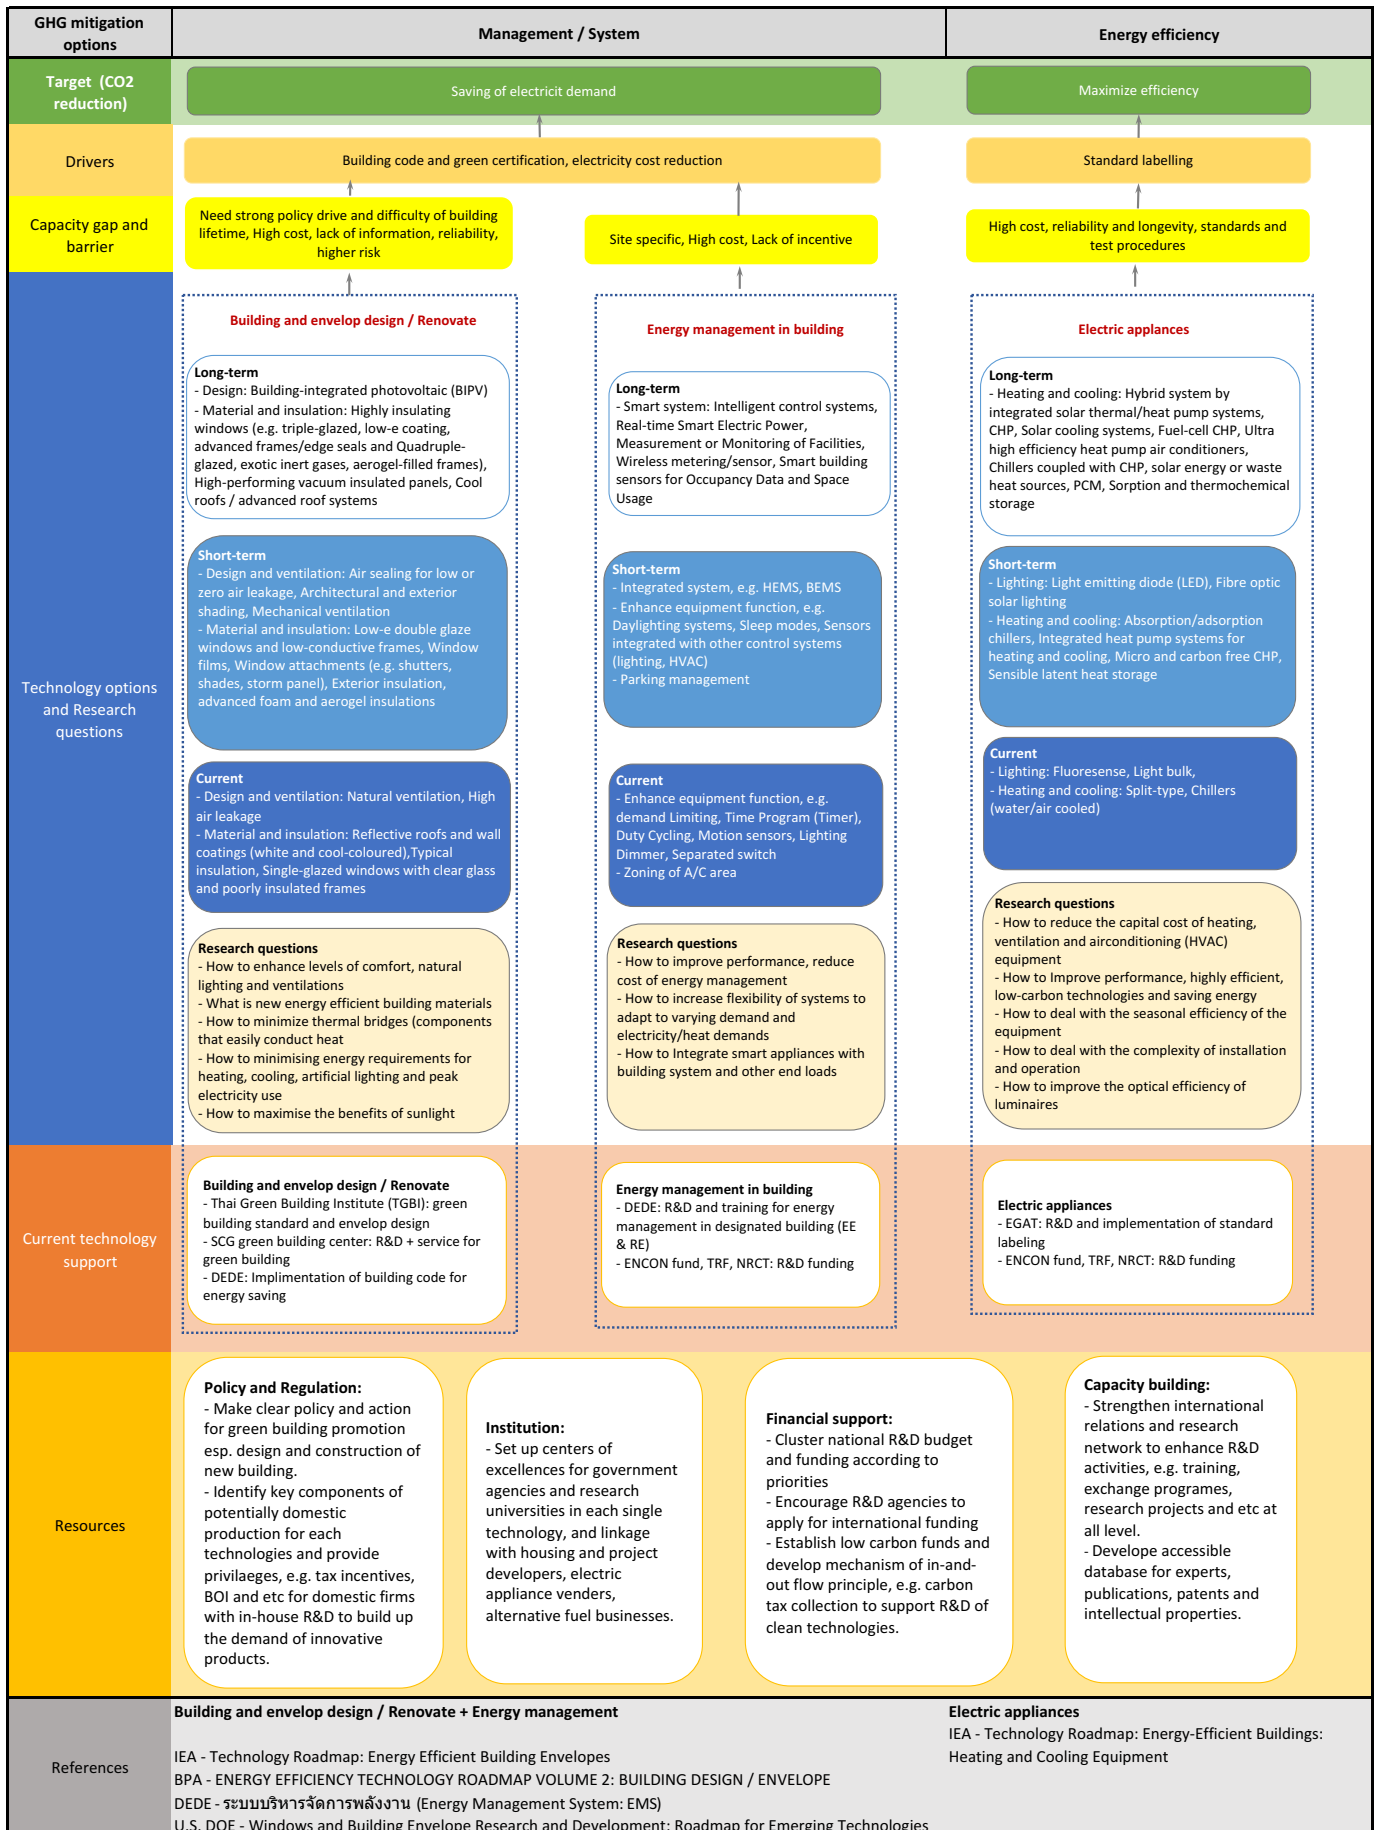 GHG mitigation
options
Management / System
Energy efficiency
Target (CO2
reduction)
Saving of electricit demand
Maximize efficiency
Drivers
Building code and green certification, electricity cost reduction
Standard labelling
Capacity gap and
barrier
Need strong policy drive and difficulty of building
lifetime, High cost, lack of information, reliability,
higher risk
Site specific, High cost, Lack of incentive
High cost, reliability and longevity, standards and
test procedures
Technology options
and Research
questions
Building and envelop design / Renovate
Long-term
- Design: Building-integrated photovoltaic (BIPV)
- Material and insulation: Highly insulating
windows (e.g. triple-glazed, low-e coating,
advanced frames/edge seals and Quadruple-
glazed, exotic inert gases, aerogel-filled frames),
High-performing vacuum insulated panels, Cool
roofs / advanced roof systems
Short-term
- Design and ventilation: Air sealing for low or
zero air leakage, Architectural and exterior
shading, Mechanical ventilation
- Material and insulation: Low-e double glaze
windows and low-conductive frames, Window
films, Window attachments (e.g. shutters,
shades, storm panel), Exterior insulation,
advanced foam and aerogel insulations
Current
- Design and ventilation: Natural ventilation, High
air leakage
- Material and insulation: Reflective roofs and wall
coatings (white and cool-coloured),Typical
insulation, Single-glazed windows with clear glass
and poorly insulated frames
Research questions
- How to enhance levels of comfort, natural
lighting and ventilations
- What is new energy efficient building materials
- How to minimize thermal bridges (components
that easily conduct heat
- How to minimising energy requirements for
heating, cooling, artificial lighting and peak
electricity use
- How to maximise the benefits of sunlight
Energy management in building
Long-term
- Smart system: Intelligent control systems,
Real-time Smart Electric Power,
Measurement or Monitoring of Facilities,
Wireless metering/sensor, Smart building
sensors for Occupancy Data and Space
Usage
Short-term
- Integrated system, e.g. HEMS, BEMS
- Enhance equipment function, e.g.
Daylighting systems, Sleep modes, Sensors
integrated with other control systems
(lighting, HVAC)
- Parking management
Current
- Enhance equipment function, e.g.
demand Limiting, Time Program (Timer),
Duty Cycling, Motion sensors, Lighting
Dimmer, Separated switch
- Zoning of A/C area
Research questions
- How to improve performance, reduce
cost of energy management
- How to increase flexibility of systems to
adapt to varying demand and
electricity/heat demands
- How to Integrate smart appliances with
building system and other end loads
Electric applances
Long-term
- Heating and cooling: Hybrid system by
integrated solar thermal/heat pump systems,
CHP, Solar cooling systems, Fuel-cell CHP, Ultra
high efficiency heat pump air conditioners,
Chillers coupled with CHP, solar energy or waste
heat sources, PCM, Sorption and thermochemical
storage
Short-term
- Lighting: Light emitting diode (LED), Fibre optic
solar lighting
- Heating and cooling: Absorption/adsorption
chillers, Integrated heat pump systems for
heating and cooling, Micro and carbon free CHP,
Sensible latent heat storage
Current
- Lighting: Fluoresense, Light bulk,
- Heating and cooling: Split-type, Chillers
(water/air cooled)
Research questions
- How to reduce the capital cost of heating,
ventilation and airconditioning (HVAC)
equipment
- How to Improve performance, highly efficient,
low-carbon technologies and saving energy
- How to deal with the seasonal efficiency of the
equipment
- How to deal with the complexity of installation
and operation
- How to improve the optical efficiency of
luminaires
Current technology
support
Building and envelop design / Renovate
- Thai Green Building Institute (TGBI): green
building standard and envelop design
- SCG green building center: R&D + service for
green building
- DEDE: Implimentation of building code for
energy saving
Energy management in building
- DEDE: R&D and training for energy
management in designated building (EE
& RE)
- ENCON fund, TRF, NRCT: R&D funding
Electric appliances
- EGAT: R&D and implementation of standard
labeling
- ENCON fund, TRF, NRCT: R&D funding
Resources
Policy and Regulation:
- Make clear policy and action
for green building promotion
esp. design and construction of
new building.
- Identify key components of
potentially domestic
production for each
technologies and provide
privilaeges, e.g. tax incentives,
BOI and etc for domestic firms
with in-house R&D to build up
the demand of innovative
products.
Institution:
- Set up centers of
excellences for government
agencies and research
universities in each single
technology, and linkage
with housing and project
developers, electric
appliance venders,
alternative fuel businesses.
Financial support:
- Cluster national R&D budget
and funding according to
priorities
- Encourage R&D agencies to
apply for international funding
- Establish low carbon funds and
develop mechanism of in-and-
out flow principle, e.g. carbon
tax collection to support R&D of
clean technologies.
Capacity building:
- Strengthen international
relations and research
network to enhance R&D
activities, e.g. training,
exchange programes,
research projects and etc at
all level.
- Develope accessible
database for experts,
publications, patents and
intellectual properties.
References
Building and envelop design / Renovate + Energy management
IEA - Technology Roadmap: Energy Efficient Building Envelopes
BPA - ENERGY EFFICIENCY TECHNOLOGY ROADMAP VOLUME 2: BUILDING DESIGN / ENVELOPE
DEDE - ระบบบริหารจัดการพลังงาน (Energy Management System: EMS)
U.S. DOE - Windows and Building Envelope Research and Development: Roadmap for Emerging Technologies
Electric appliances
IEA - Technology Roadmap: Energy-Efficient Buildings:
Heating and Cooling Equipment